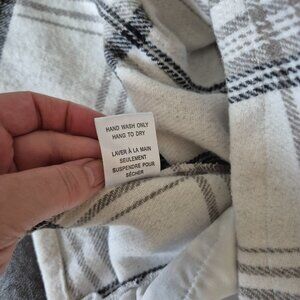 HAND WASH ONLY
HANG TO DRY
LAVER À LA MAIN
SEULEMENT
SUSPENDRE POUR
SÉCHER